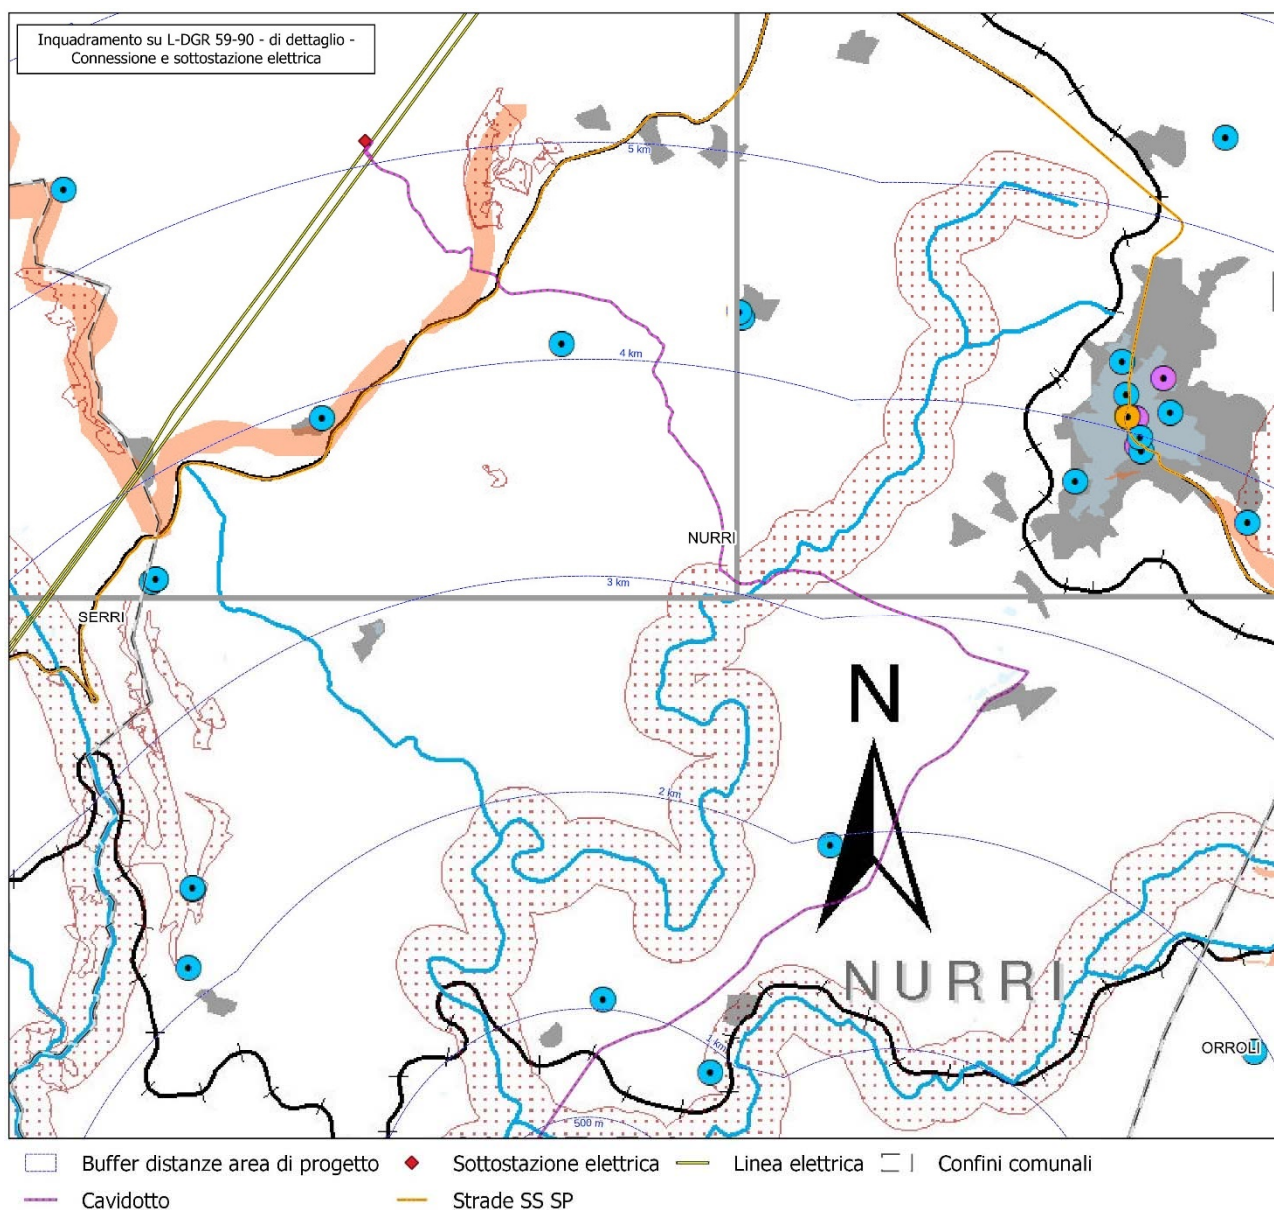 Inquadramento su L-DGR 59-90 - di dettaglio -
Connessione e sottostazione elettrica
5 km
4 km
NURRI
3 km
SERRI
N
2 km
NURRI
1 km
ORROLI
500 m
Buffer distanze area di progetto
Sottostazione elettrica
Linea elettrica
Confini comunali
Cavidotto
Strade SS SP